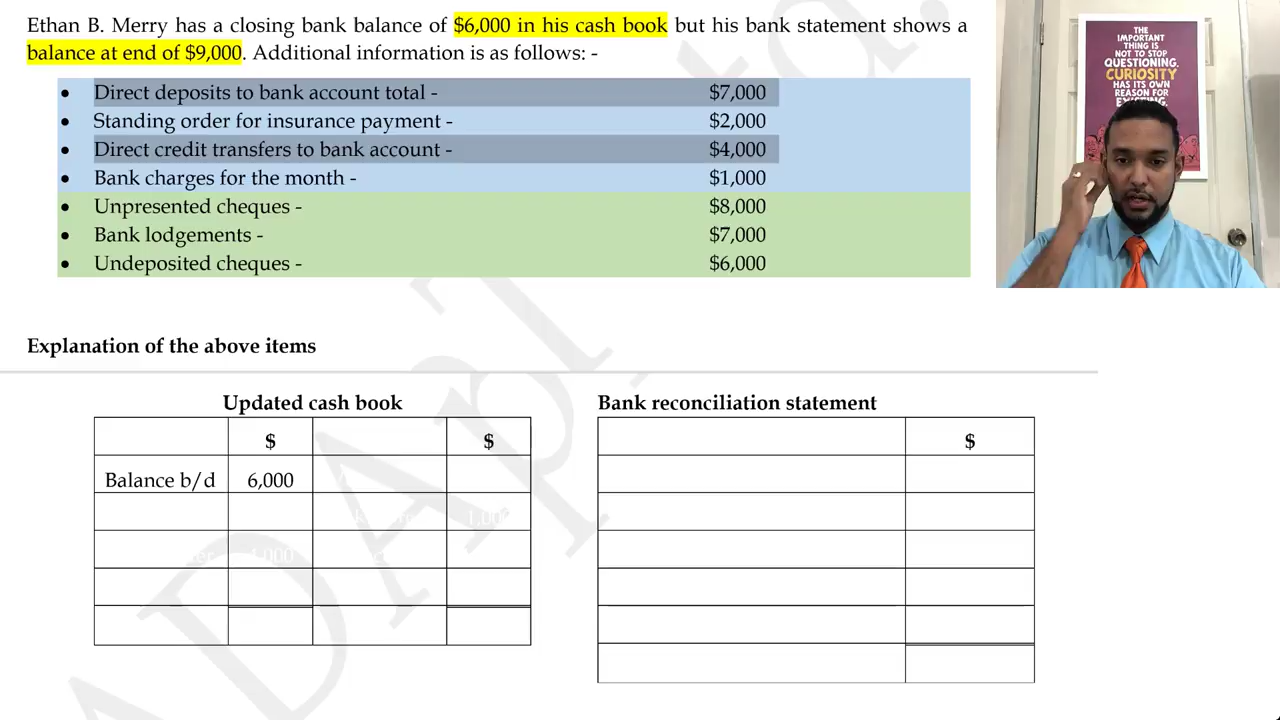 Ethan B. Merry has a closing bank balance of $6,000 in his cash book but his bank statement shows a
balance at end of $9,000. Additional information is as follows: -
• Direct deposits to bank account total - $7,000
• Standing order for insurance payment - $2,000
• Direct credit transfers to bank account - $4,000
• Bank charges for the month - $1,000
• Unpresented cheques - $8,000
• Bank lodgements - $7,000
• Undeposited cheques - $6,000
THE
IMPORTANT
THING IS
NOT TO STOP
QUESTIONING.
CURIOSITY
HAS ITS OWN
REASON FOR
EXISTING.
Explanation of the above items
Updated cash book
$ $
Balance b/d 6,000
Bank reconciliation statement
$